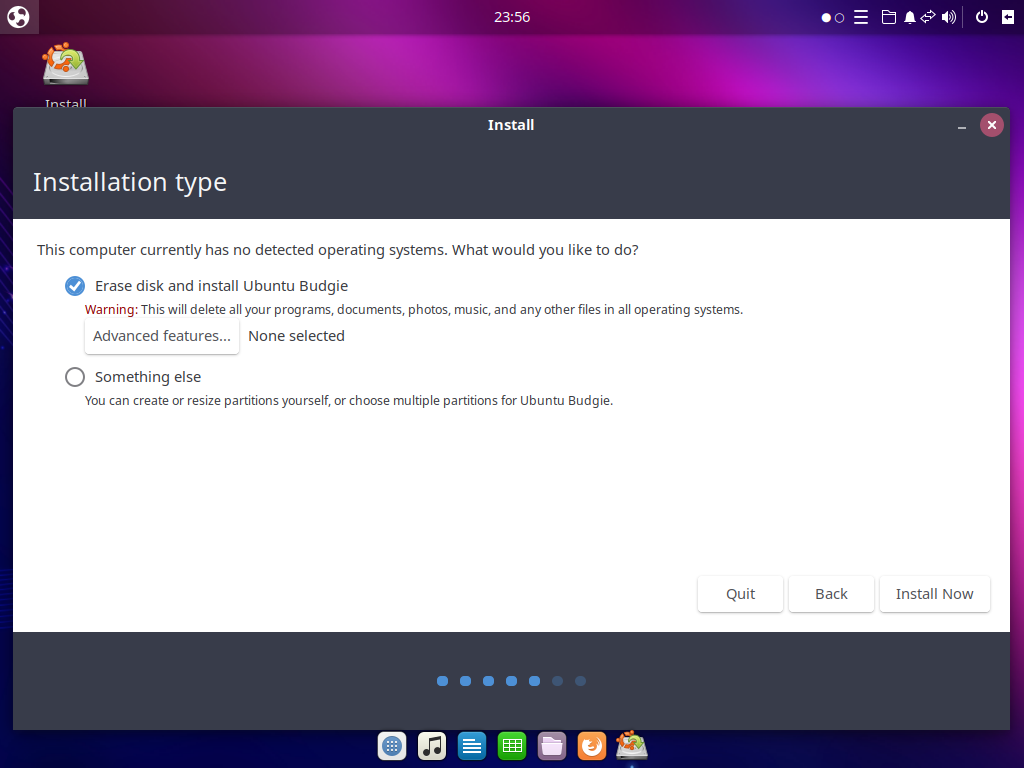 23:56
Install
Install
Installation type
This computer currently has no detected operating systems. What would you like to do?
Erase disk and install Ubuntu Budgie
Warning: This will delete all your programs, documents, photos, music, and any other files in all operating systems.
Advanced features... None selected
Something else
You can create or resize partitions yourself, or choose multiple partitions for Ubuntu Budgie.
Quit Back Install Now